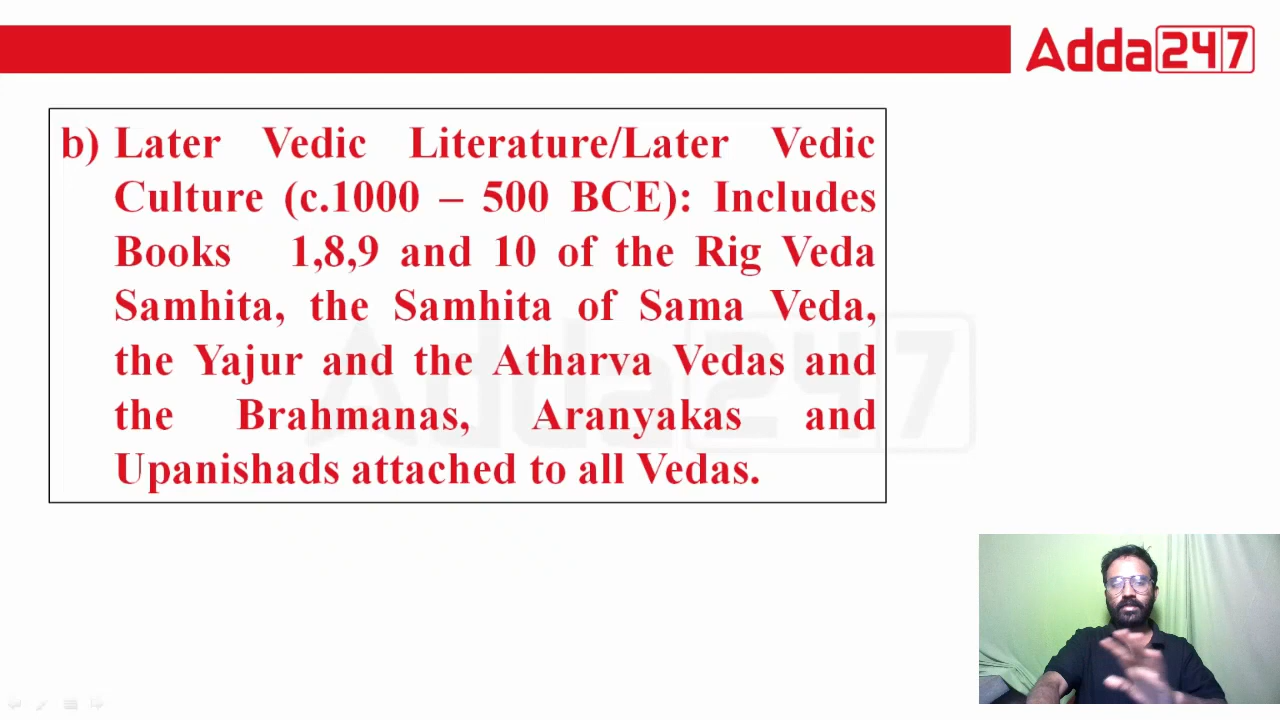 Adda247
b) Later Vedic Literature/Later Vedic
Culture (c.1000 – 500 BCE): Includes
Books 1,8,9 and 10 of the Rig Veda
Samhita, the Samhita of Sama Veda,
the Yajur and the Atharva Vedas and
the Brahmanas, Aranyakas and
Upanishads attached to all Vedas.
Adda247